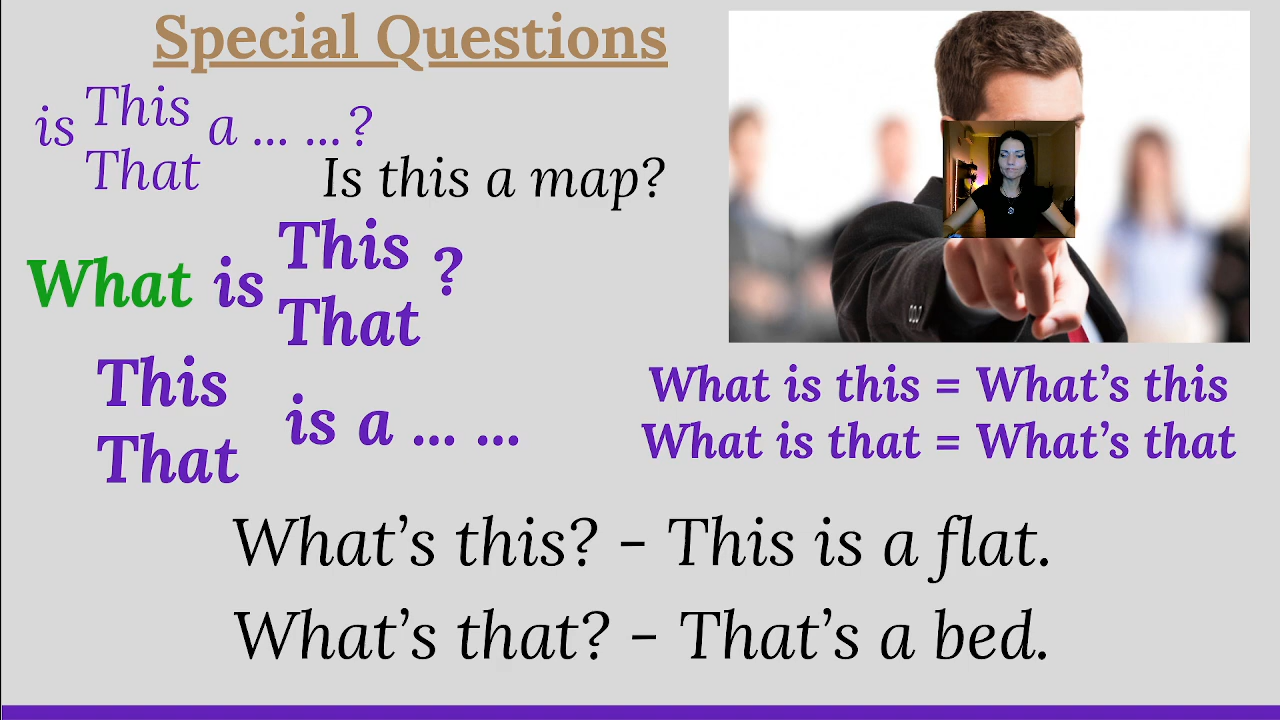 Special Questions
is This a ... ...?
That
Is this a map?
What is This ?
That
This
That
is a ... ...
What is this = What's this
What is that = What's that
What's this? – This is a flat.
What's that? – That's a bed.